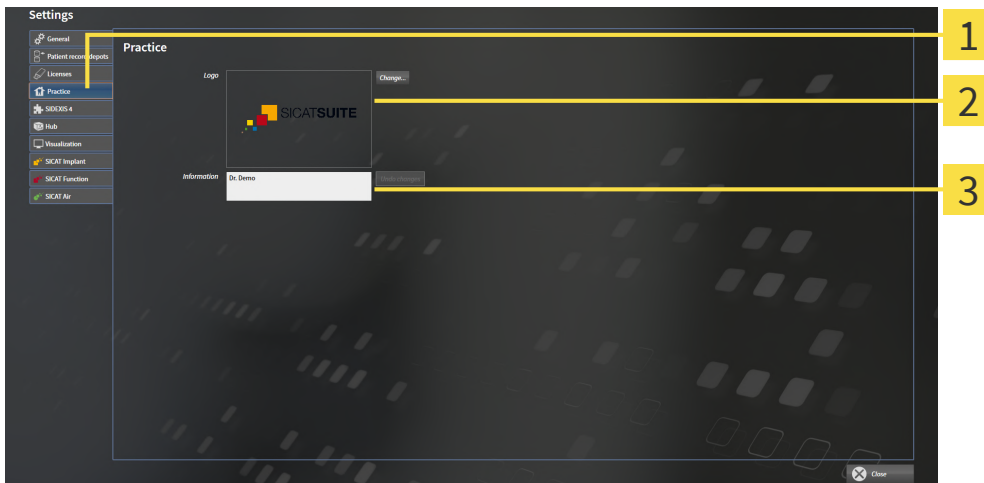 Settings
General
Patient record depots
Licenses
Practice
SIDEXIS 4
Hub
Visualization
SICAT Implant
SICAT Function
SICAT Air
Practice
Logo
SICATSUITE
Change...
Information
Dr. Demo
Undo changes
Close
1
2
3